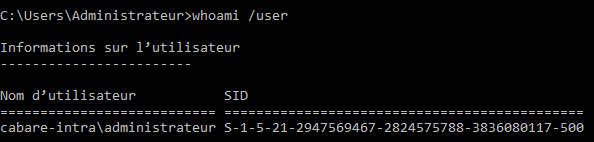 C:\Users\Administrateur>whoami /user
Informations sur l’utilisateur
------------------------
Nom d’utilisateur          SID
=========================== =============================================
cabare-intra\administrateur S-1-5-21-2947569467-2824575788-3836080117-500